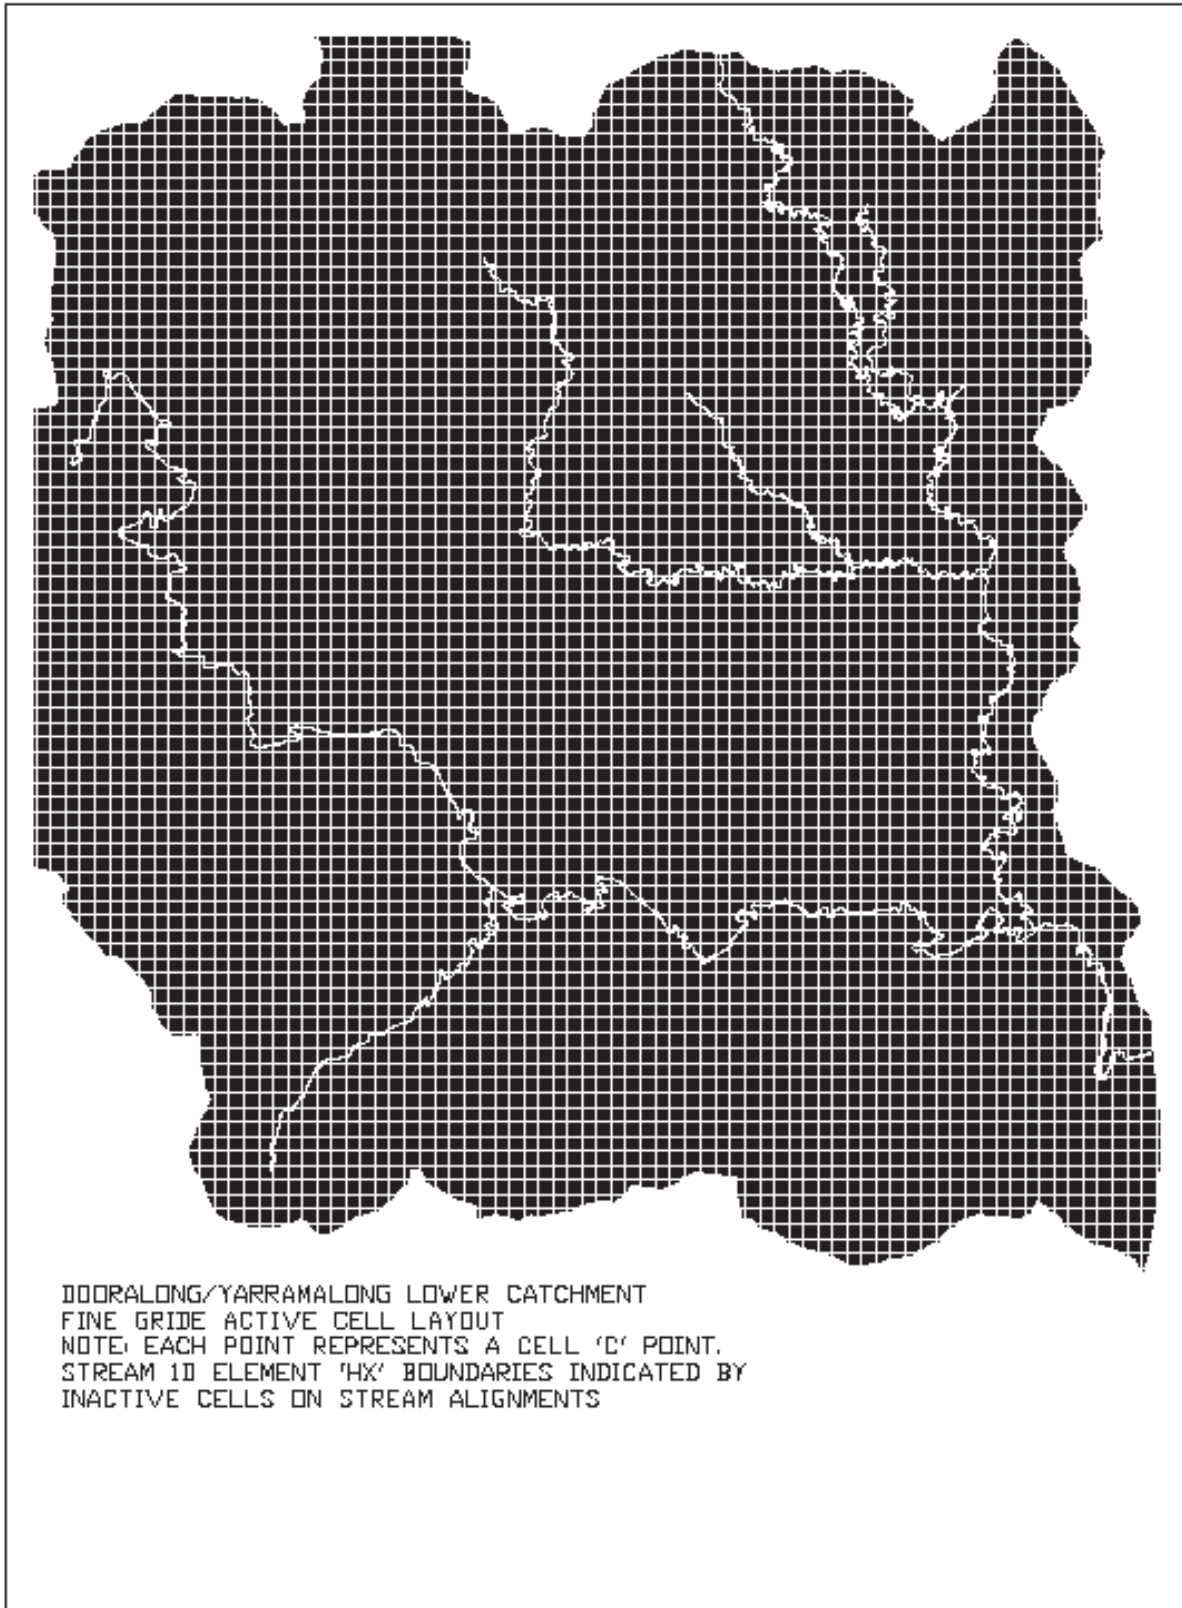 DOORALONG/YARRAMALONG LOWER CATCHMENT
FINE GRIDE ACTIVE CELL LAYOUT
NOTE: EACH POINT REPRESENTS A CELL 'C' POINT.
STREAM 1D ELEMENT 'HX' BOUNDARIES INDICATED BY
INACTIVE CELLS ON STREAM ALIGNMENTS